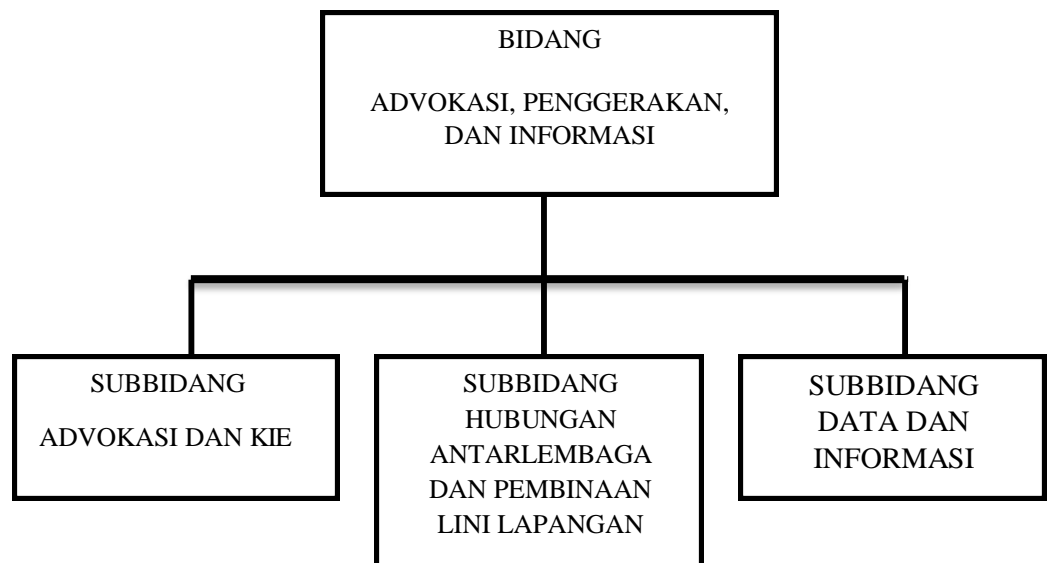 BIDANG
ADVOKASI, PENGGERAKAN,
DAN INFORMASI
SUBBIDANG
ADVOKASI DAN KIE
SUBBIDANG
HUBUNGAN
ANTARLEMBAGA
DAN PEMBINAAN
LINI LAPANGAN
SUBBIDANG
DATA DAN
INFORMASI